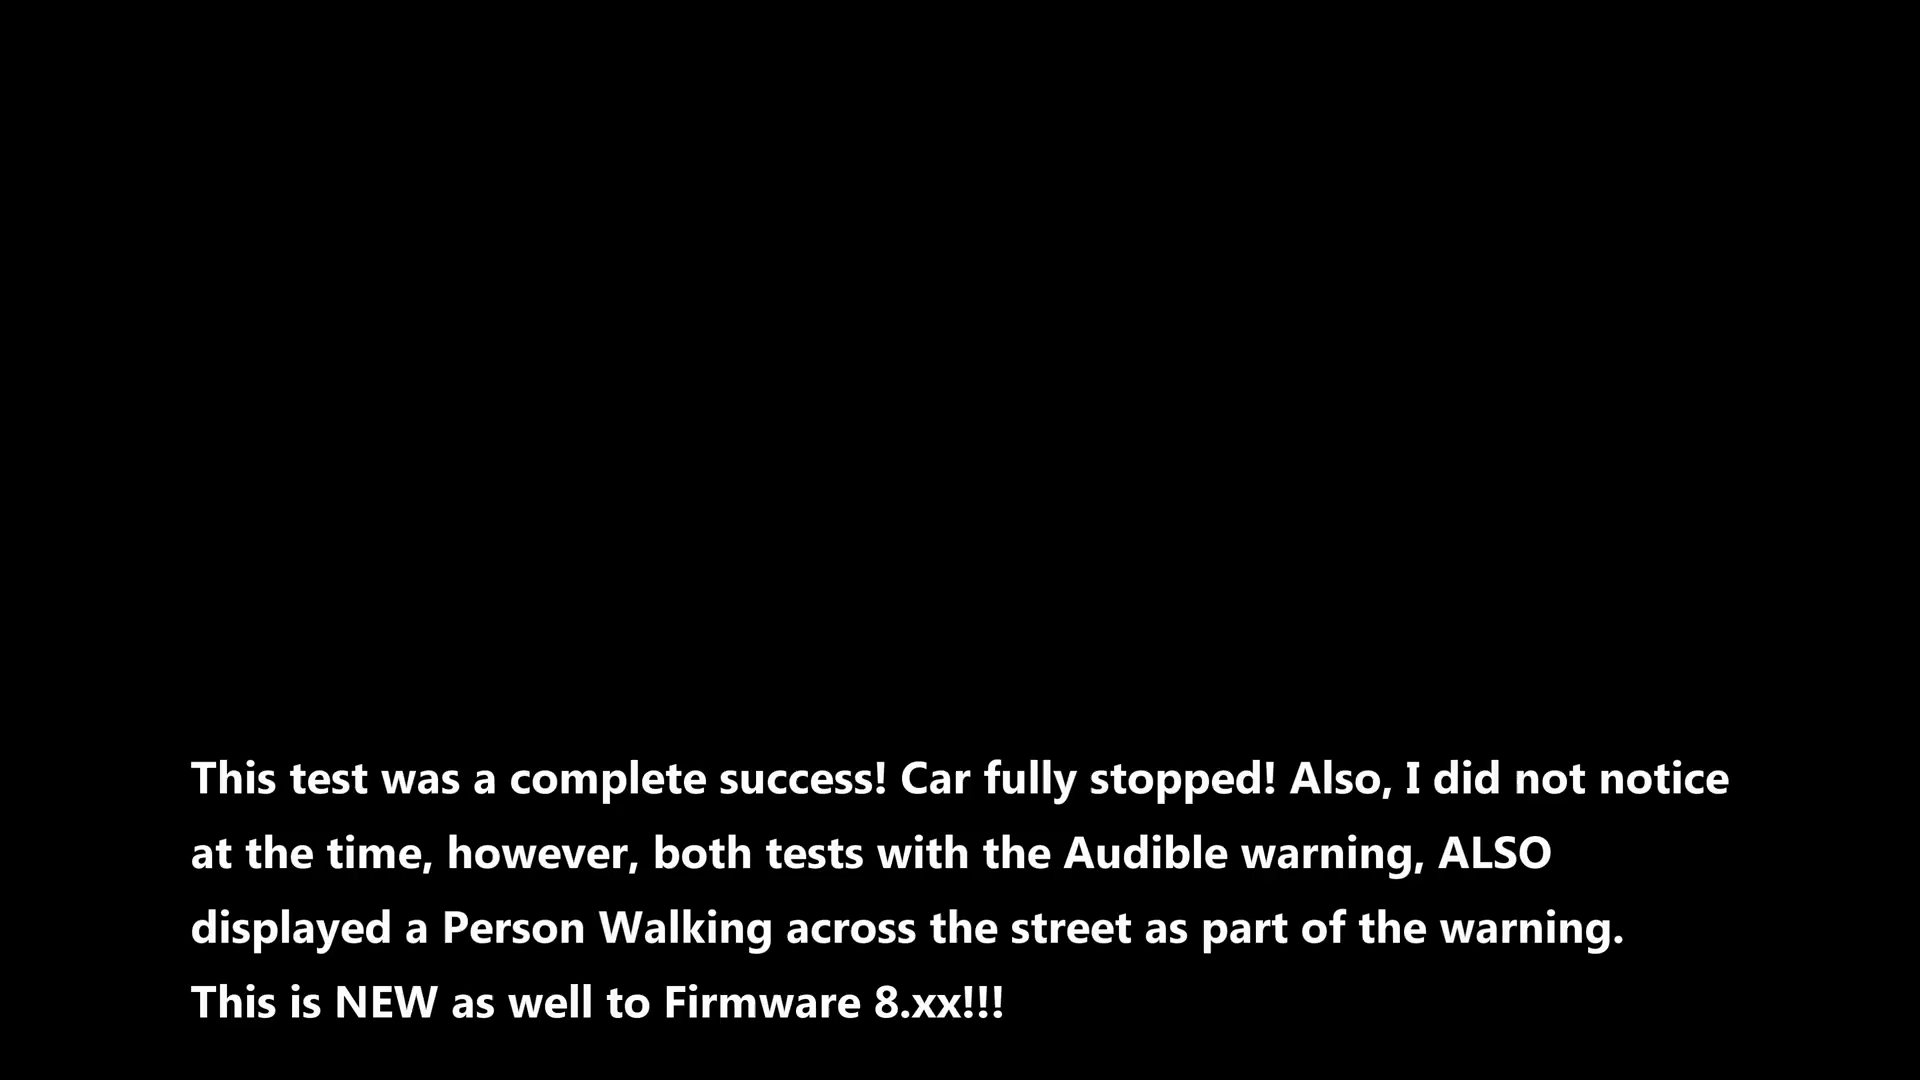 This test was a complete success! Car fully stopped! Also, I did not notice
at the time, however, both tests with the Audible warning, ALSO
displayed a Person Walking across the street as part of the warning.
This is NEW as well to Firmware 8.xx!!!